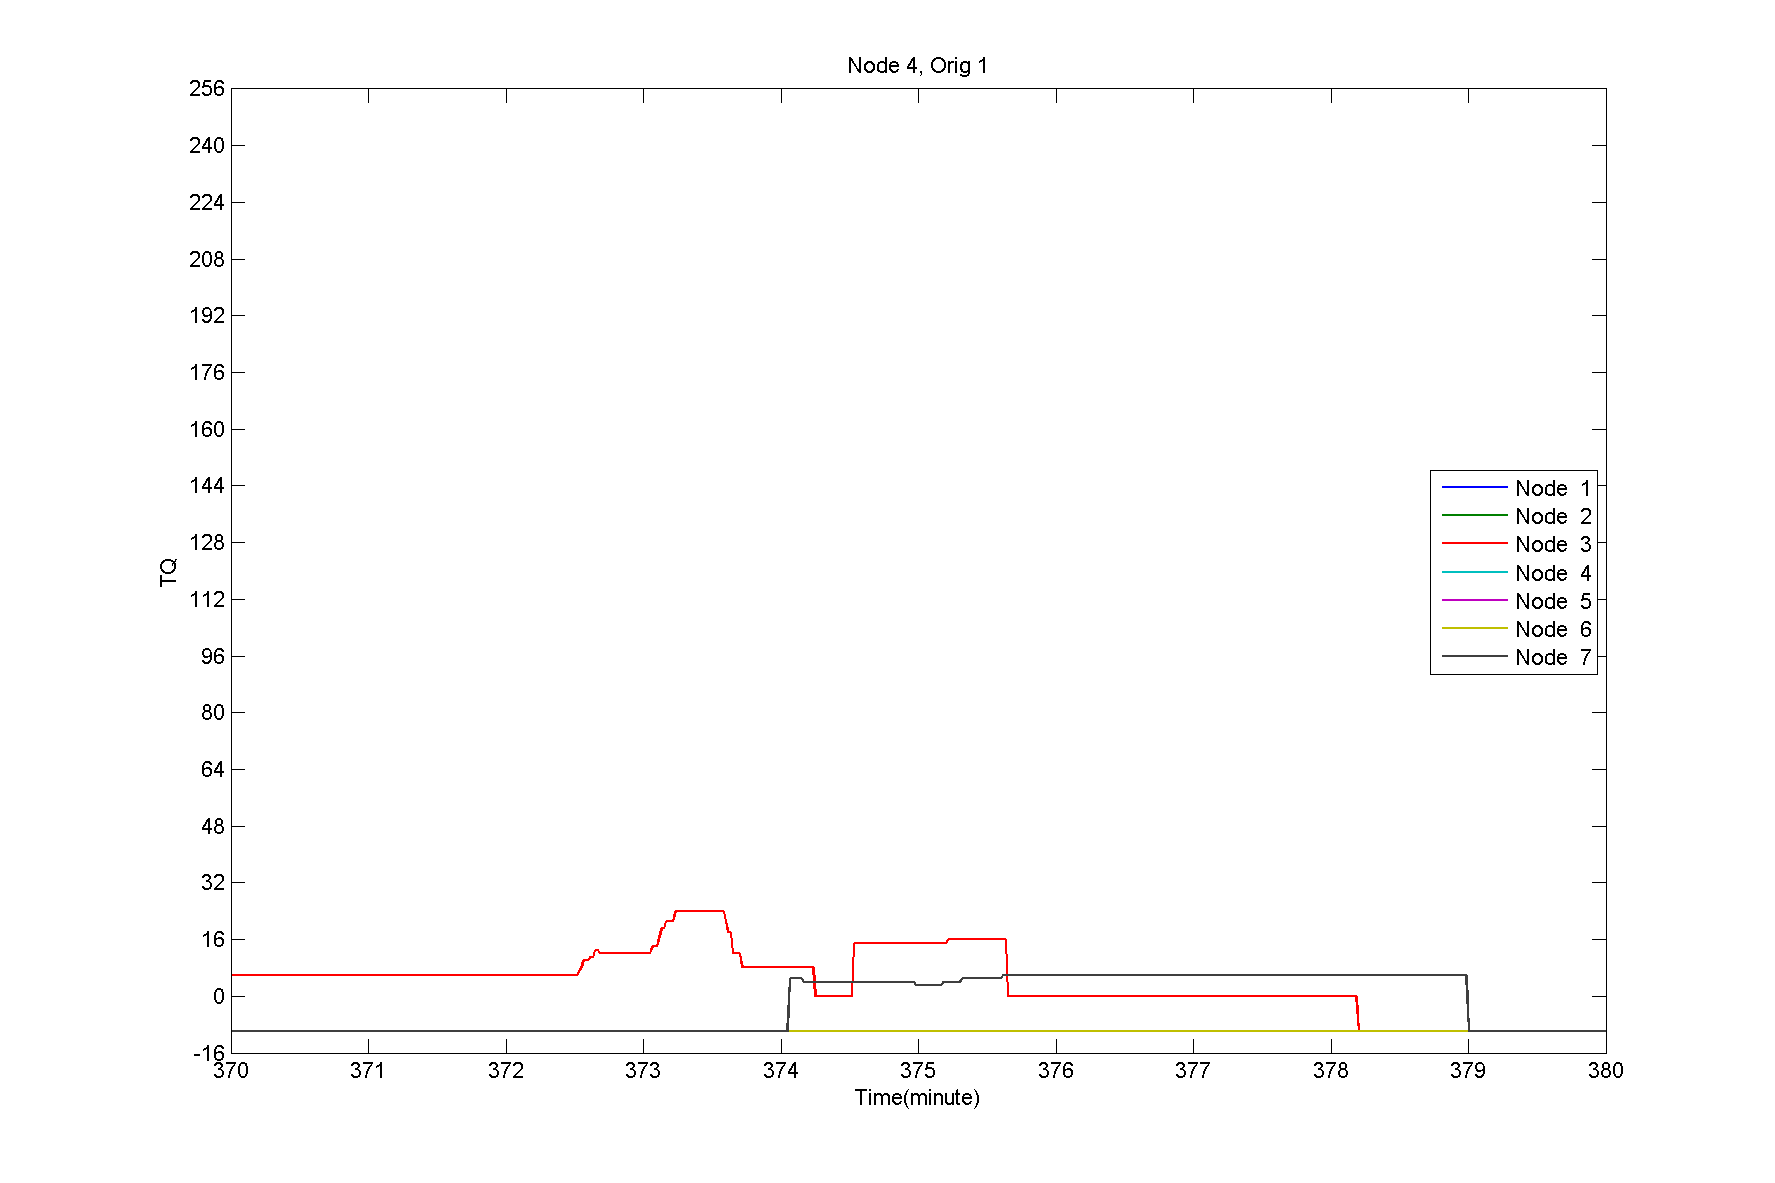 Node 4, Orig 1
256
240
224
208
192
176
160
144
128
112
96
80
64
48
32
16
0
-16
TQ
370 371 372 373 374 375 376 377 378 379 380
Time(minute)
Node 1
Node 2
Node 3
Node 4
Node 5
Node 6
Node 7